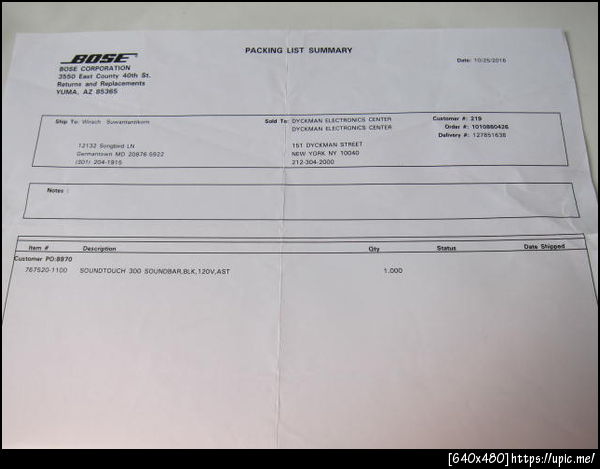 BOSE
PACKING LIST SUMMARY
Date: 10/25/2016
BOSE CORPORATION
3550 East County 40th St.
Returns and Replacements
YUMA, AZ 85365
Ship To: Wirach Suwantantikorn
12132 Songbird LN
Germantown MD 20876-5922
(301) 204-1915
Sold To: DYCKMAN ELECTRONICS CENTER
DYCKMAN ELECTRONICS CENTER
151 DYCKMAN STREET
NEW YORK NY 10040
212-304-2000
Customer #: 219
Order #: 1010880426
Delivery #: 127851638
Notes :
Item # Description Qty Status Date Shipped
Customer PO:8970
767520-1100 SOUNDTOUCH 300 SOUNDBAR,BLK,120V,AST 1.000
[640x480]https://upic.me/